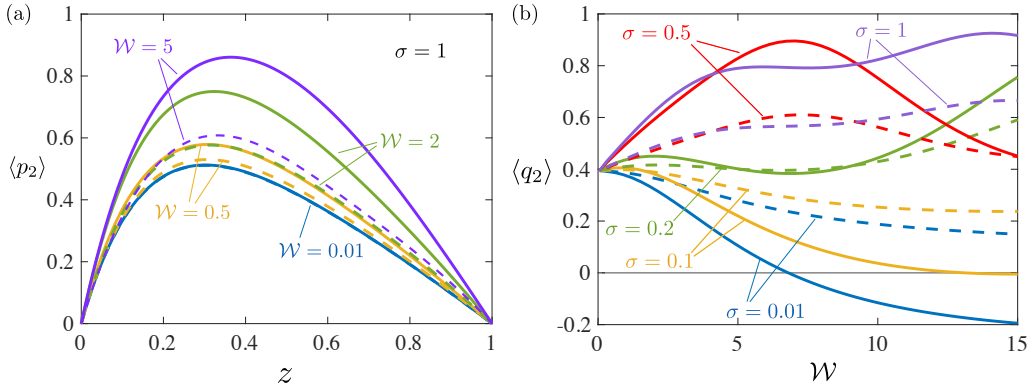 (a)
1
0.8
0.6
⟨p₂⟩
0.4
0.2
0
𝒲 = 5
σ = 1
𝒲 = 2
𝒲 = 0.5
𝒲 = 0.01
0 0.2 0.4 0.6 0.8 1
z
(b)
1
0.8
0.6
⟨q₂⟩
0.4
0.2
0
-0.2
σ = 0.5
σ = 1
σ = 0.2
σ = 0.1
σ = 0.01
0 5 10 15
𝒲